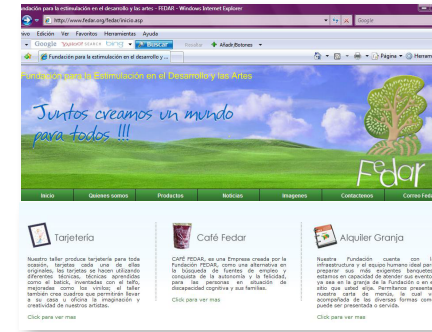 undación para la estimulación en el desarrollo y las artes - FEDAR - Windows Internet Explorer
http://www.fedar.org/fedar/inicio.asp
Google
ivo Edición Ver Favoritos Herramientas Ayuda
Google bing Buscar Añadir Botones
Fundación para la estimulación en el desarrollo y ... Página Herram
Fundación para la Estimulación en el Desarrollo y las Artes
Juntos creamos un mundo
para todos !!!
Fedar
Inicio Quienes somos Productos Noticias Imagenes Contactenos Correo Feda
Tarjetería
Nuestro taller produce tarjetería para toda
ocasión, tarjetas cada una de ellas
originales, las tarjetas se hacen utilizando
diferentes técnicas, técnicas aprendidas
como el batick, inventadas con el telfo,
mejoradas como los vinilos; el taller
también crea cuadros que permitirán llevar
a su casa u oficina la imaginación y
creatividad de nuestros artistas.
Click para ver mas
Café Fedar
CAFÉ FEDAR, es una Empresa creada por la
Fundación FEDAR, como una alternativa en
la búsqueda de fuentes de empleo y
conquista de la autonomía y la felicidad,
para las personas en situación de
discapacidad cognitiva y sus familias.
Click para ver mas
Alquiler Granja
Nuestra Fundación cuenta con l
infraestructura y el equipo humano ideal par
preparar sus más exigentes banquetes
estamos en capacidad de atender sus evento
ya sea en la granja de la fundación o en
sitio que usted elija. Permítanos presenta
nuestra carta de menús, la cual v
acompañada de las diversas formas com
puede ser presentada o servida.
Click para ver mas